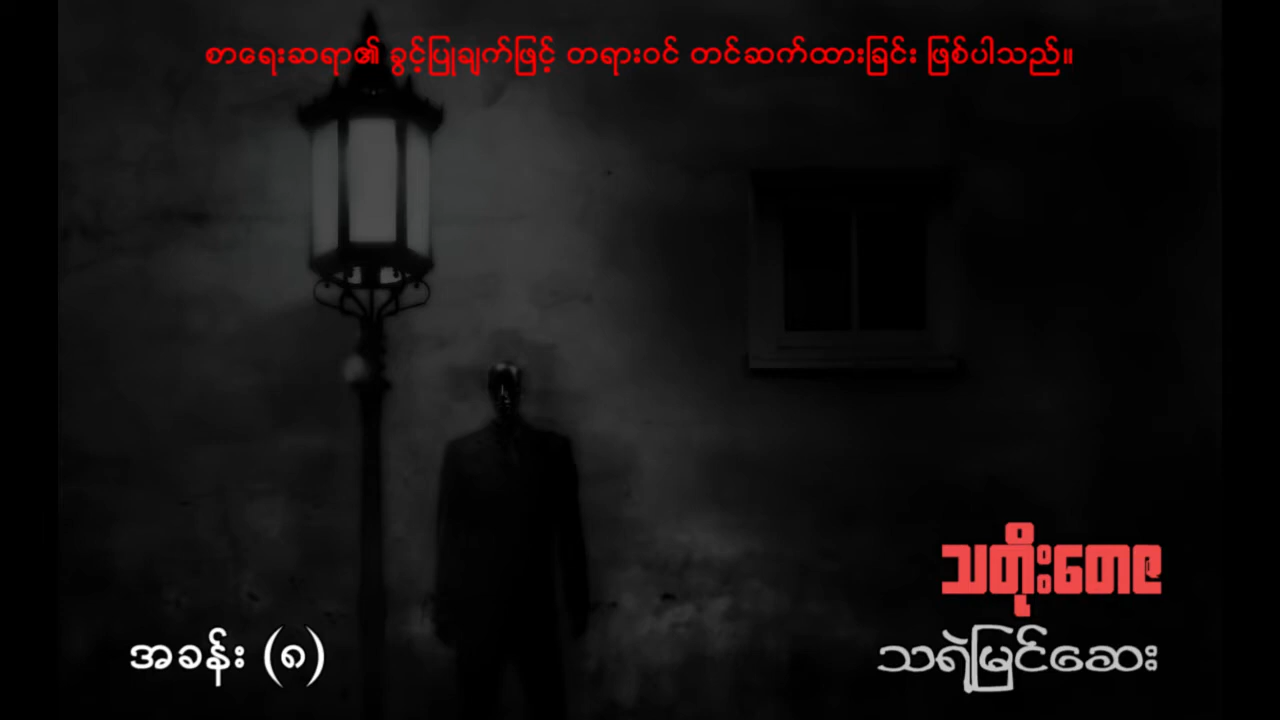 စာရေးဆရာ၏ ခွင့်ပြုချက်ဖြင့် တရားဝင် တင်ဆက်ထားခြင်း ဖြစ်ပါသည်။
သတိုးတေဇ
သရဲမြင်ဆေး
အခန်း (၈)